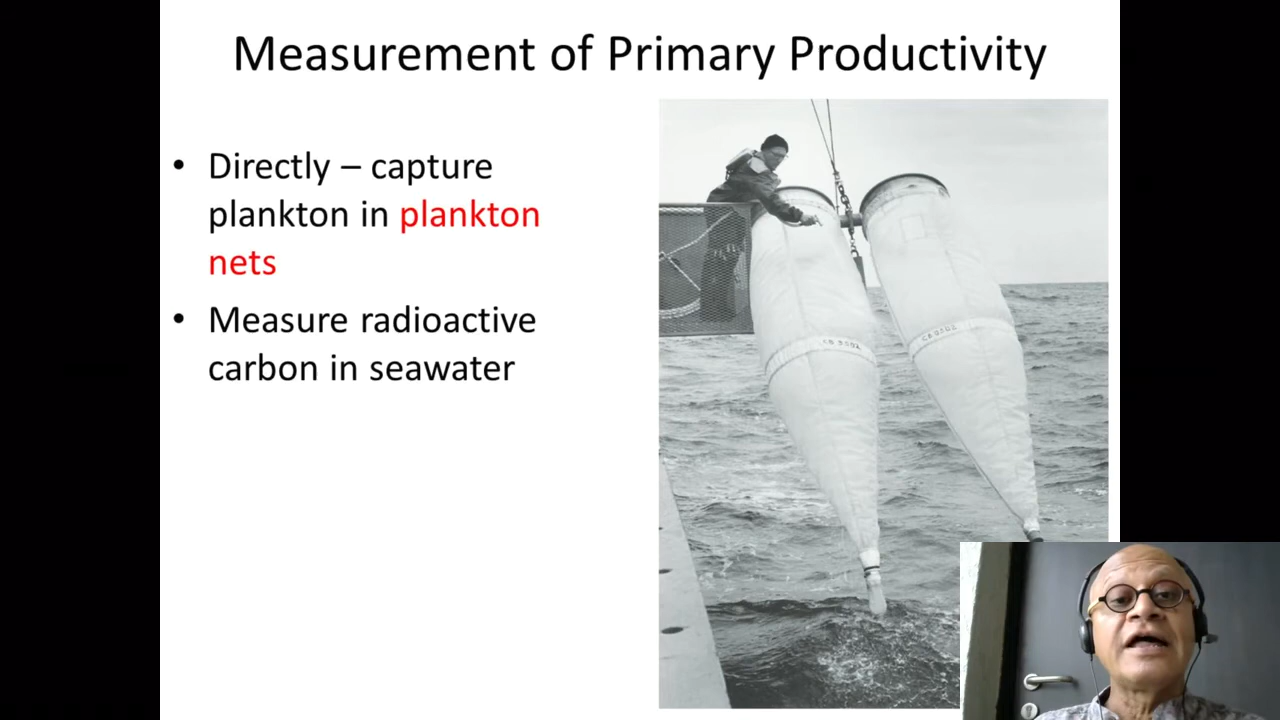 Measurement of Primary Productivity
• Directly – capture
plankton in plankton
nets
• Measure radioactive
carbon in seawater